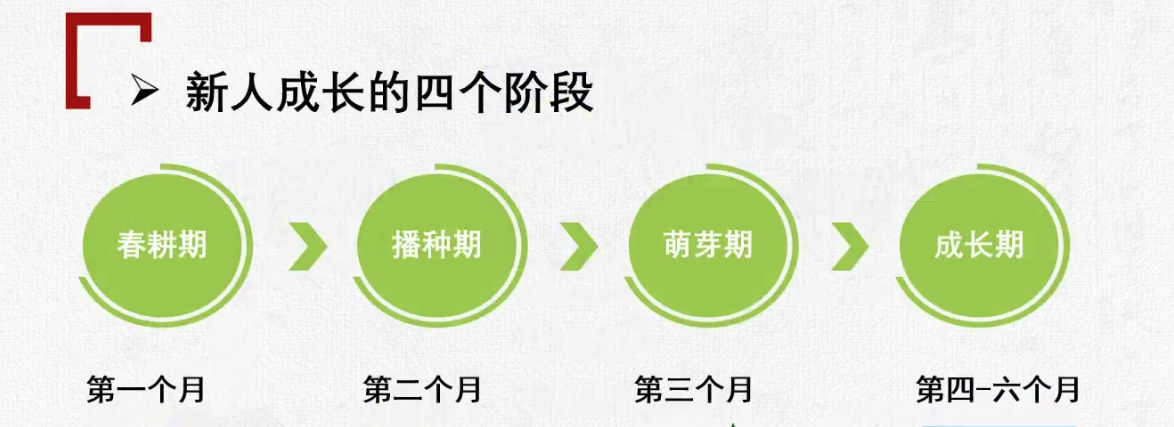 新人成长的四个阶段
春耕期
播种期
萌芽期
成长期
第一个月
第二个月
第三个月
第四-六个月